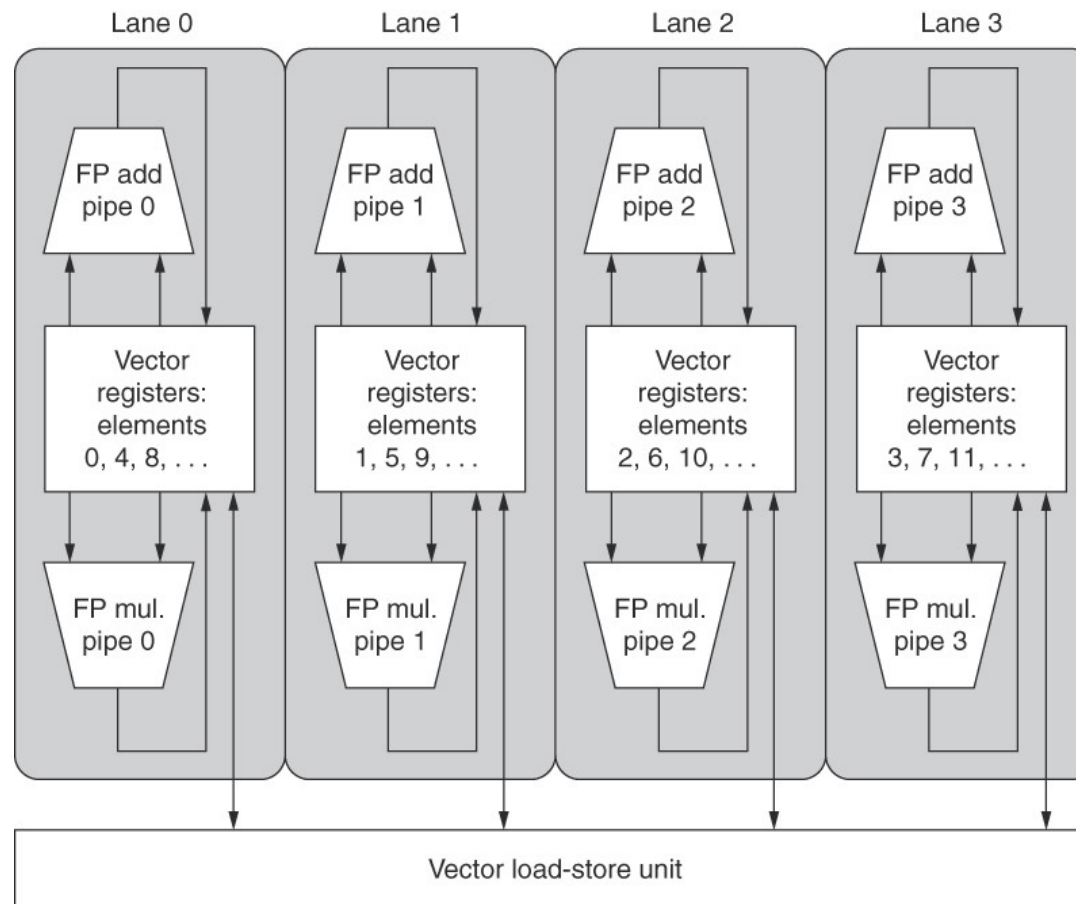 Lane 0
Lane 1
Lane 2
Lane 3
FP add
pipe 0
FP add
pipe 1
FP add
pipe 2
FP add
pipe 3
Vector
registers:
elements
0, 4, 8, . . .
Vector
registers:
elements
1, 5, 9, . . .
Vector
registers:
elements
2, 6, 10, . . .
Vector
registers:
elements
3, 7, 11, . . .
FP mul.
pipe 0
FP mul.
pipe 1
FP mul.
pipe 2
FP mul.
pipe 3
Vector load-store unit